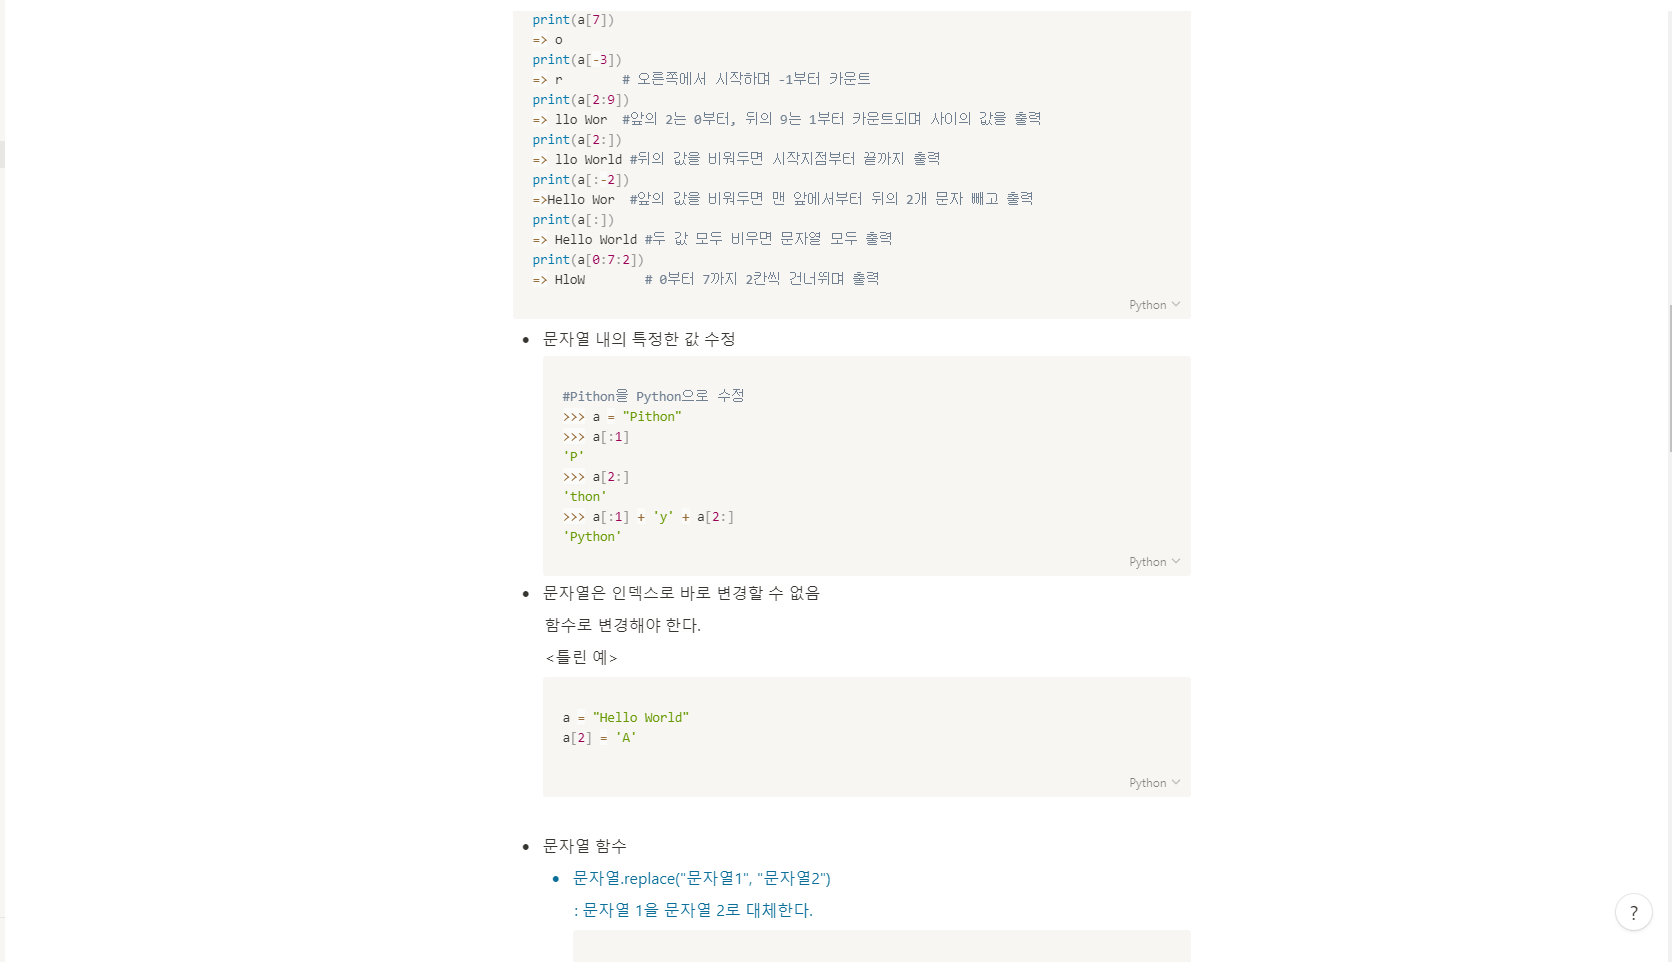 print(a[7])
=> o
print(a[-3])
=> r        # 오른쪽에서 시작하며 -1부터 카운트
print(a[2:9])
=> llo Wor  #앞의 2는 0부터, 뒤의 9는 1부터 카운트되며 사이의 값을 출력
print(a[2:])
=> llo World #뒤의 값을 비워두면 시작지점부터 끝까지 출력
print(a[:-2])
=>Hello Wor  #앞의 값을 비워두면 맨 앞에서부터 뒤의 2개 문자 빼고 출력
print(a[:])
=> Hello World #두 값 모두 비우면 문자열 모두 출력
print(a[0:7:2])
=> HloW        # 0부터 7까지 2칸씩 건너뛰며 출력
Python
• 문자열 내의 특정한 값 수정
#Pithon을 Python으로 수정
>>> a = "Pithon"
>>> a[:1]
'P'
>>> a[2:]
'thon'
>>> a[:1] + 'y' + a[2:]
'Python'
Python
• 문자열은 인덱스로 바로 변경할 수 없음
함수로 변경해야 한다.
<틀린 예>
a = "Hello World"
a[2] = 'A'
Python
• 문자열 함수
• 문자열.replace("문자열1", "문자열2")
: 문자열 1을 문자열 2로 대체한다.
?